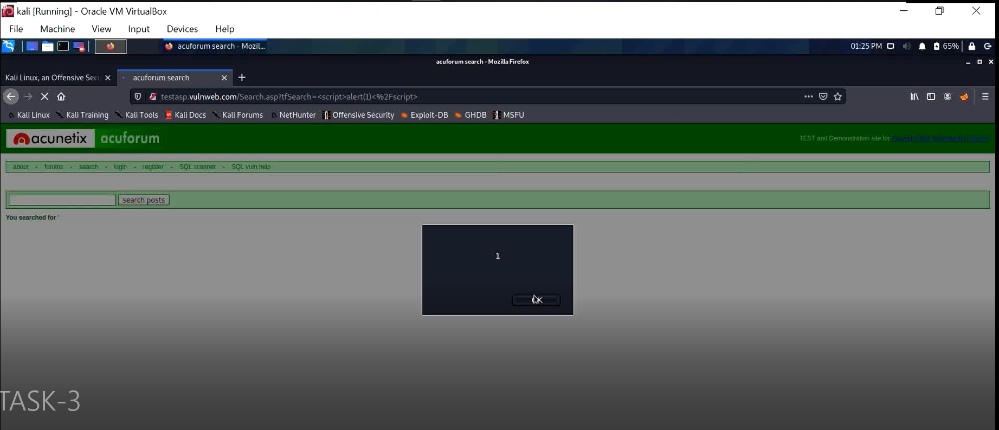 kali [Running] - Oracle VM VirtualBox
File Machine View Input Devices Help
acuforum search - Mozil... 01:25 PM 65%
acuforum search - Mozilla Firefox
Kali Linux, an Offensive Sec acuforum search
testasp.vulnweb.com/Search.asp?tfSearch=<script>alert(1)<%2Fscript>
Kali Linux Kali Training Kali Tools Kali Docs Kali Forums NetHunter Offensive Security Exploit-DB GHDB MSFU
acunetix acuforum TEST and Demonstration site for
about - forums - search - login - register - SQL scanner - SQL vuln help
search posts
You searched for '
1
OK
TASK-3